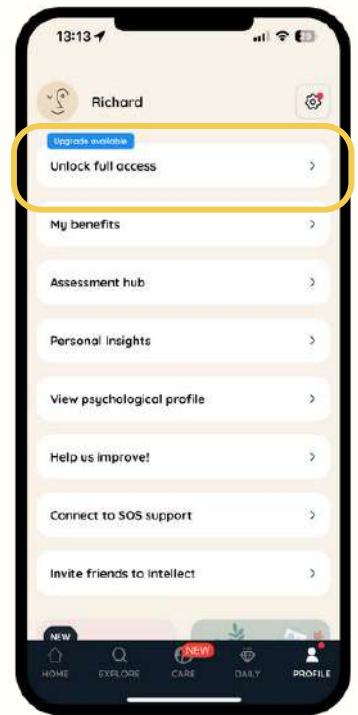 13:13
Richard
Upgrade available
Unlock full access
My benefits
Assessment hub
Personal Insights
View psychological profile
Help us improve!
Connect to SOS support
Invite friends to Intellect
NEW
NEW
HOME EXPLORE CARE DAILY PROFILE